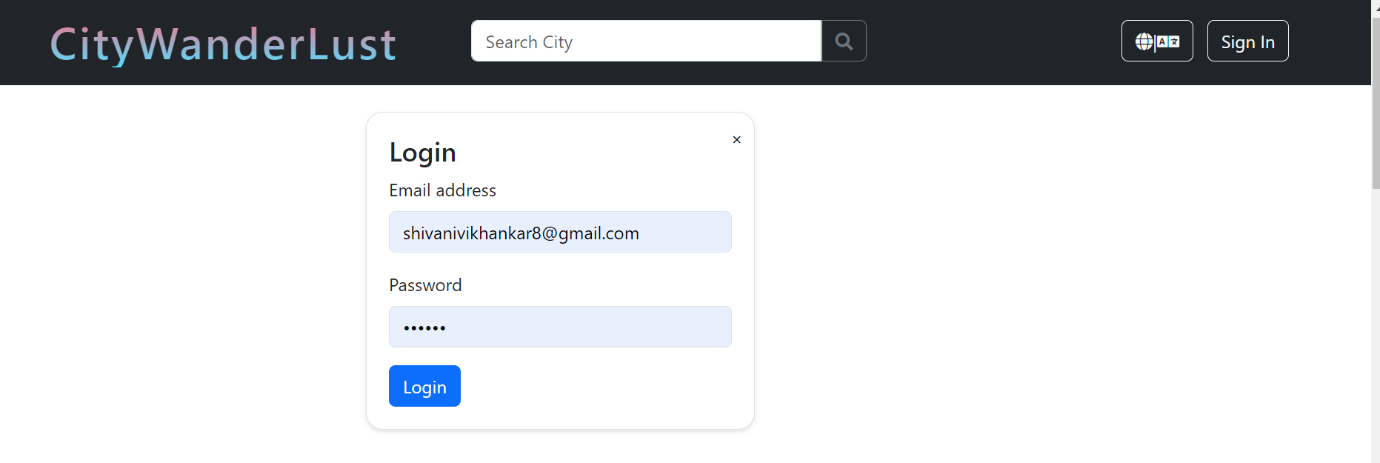 CityWanderLust
Search City
Sign In
Login
×
Email address
shivanivikhankar8@gmail.com
Password
••••••
Login